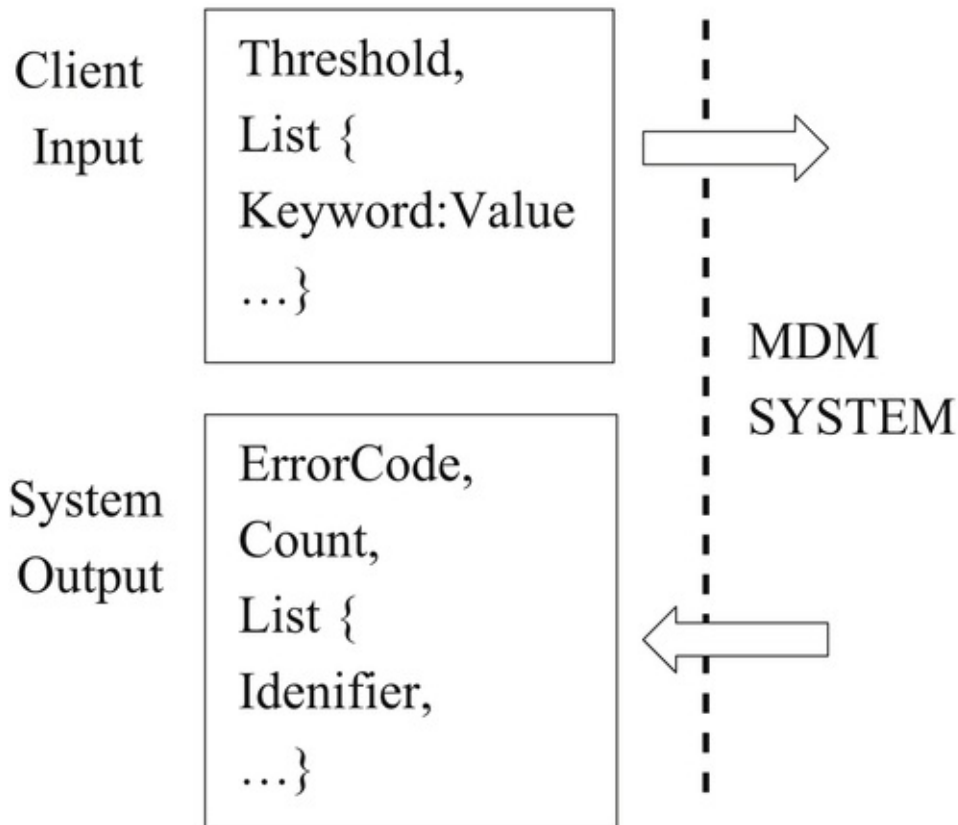 Client
Input
Threshold,
List {
Keyword:Value
...}
MDM
SYSTEM
System
Output
ErrorCode,
Count,
List {
Idenifier,
...}